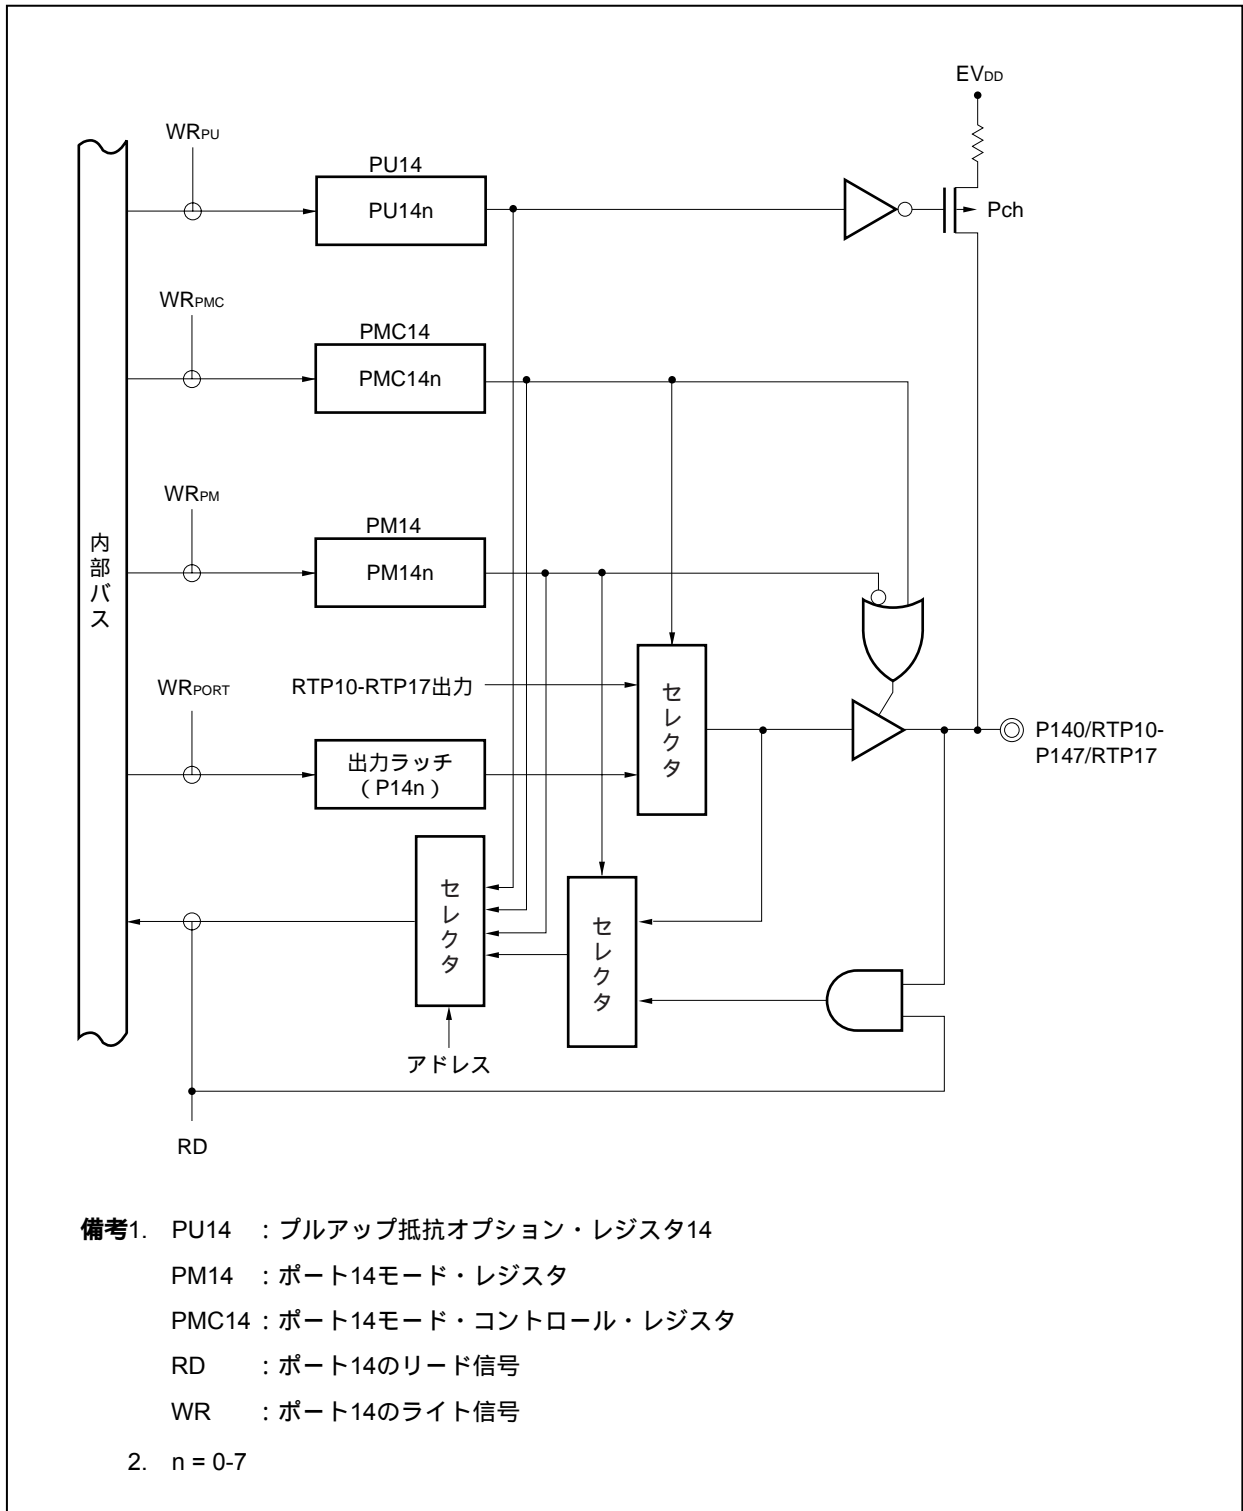 EVDD
WRPU
PU14
PU14n
Pch
WRPMC
PMC14
PMC14n
WRPM
PM14
PM14n
内部バス
WRPORT
RTP10-RTP17出力
セレクタ
出力ラッチ
(P14n)
P140/RTP10-
P147/RTP17
セレクタ
セレクタ
アドレス
RD
備考1. PU14 :プルアップ抵抗オプション・レジスタ14
PM14 :ポート14モード・レジスタ
PMC14:ポート14モード・コントロール・レジスタ
RD :ポート14のリード信号
WR :ポート14のライト信号
2. n = 0-7